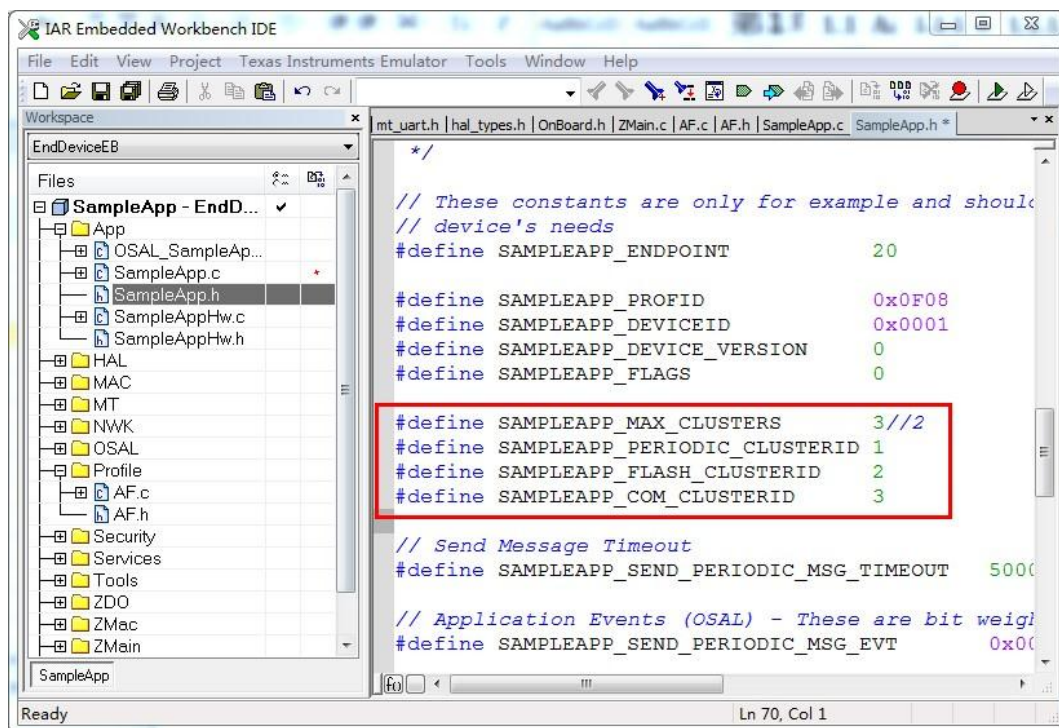 IAR Embedded Workbench IDE
File Edit View Project Texas Instruments Emulator Tools Window Help
Workspace
mt_uart.h | hal_types.h | OnBoard.h | ZMain.c | AF.c | AF.h | SampleApp.c SampleApp.h *
EndDeviceEB
Files
SampleApp - EndD...
App
OSAL_SampleAp...
SampleApp.c
SampleApp.h
SampleAppHw.c
SampleAppHw.h
HAL
MAC
MT
NWK
OSAL
Profile
AF.c
AF.h
Security
Services
Tools
ZDO
ZMac
ZMain
SampleApp
*/
// These constants are only for example and should
// device's needs
#define SAMPLEAPP_ENDPOINT 20
#define SAMPLEAPP_PROFID 0x0F08
#define SAMPLEAPP_DEVICEID 0x0001
#define SAMPLEAPP_DEVICE_VERSION 0
#define SAMPLEAPP_FLAGS 0
#define SAMPLEAPP_MAX_CLUSTERS 3//2
#define SAMPLEAPP_PERIODIC_CLUSTERID 1
#define SAMPLEAPP_FLASH_CLUSTERID 2
#define SAMPLEAPP_COM_CLUSTERID 3
// Send Message Timeout
#define SAMPLEAPP_SEND_PERIODIC_MSG_TIMEOUT 5000
// Application Events (OSAL) - These are bit weigh
#define SAMPLEAPP_SEND_PERIODIC_MSG_EVT 0x00
Ready
Ln 70, Col 1